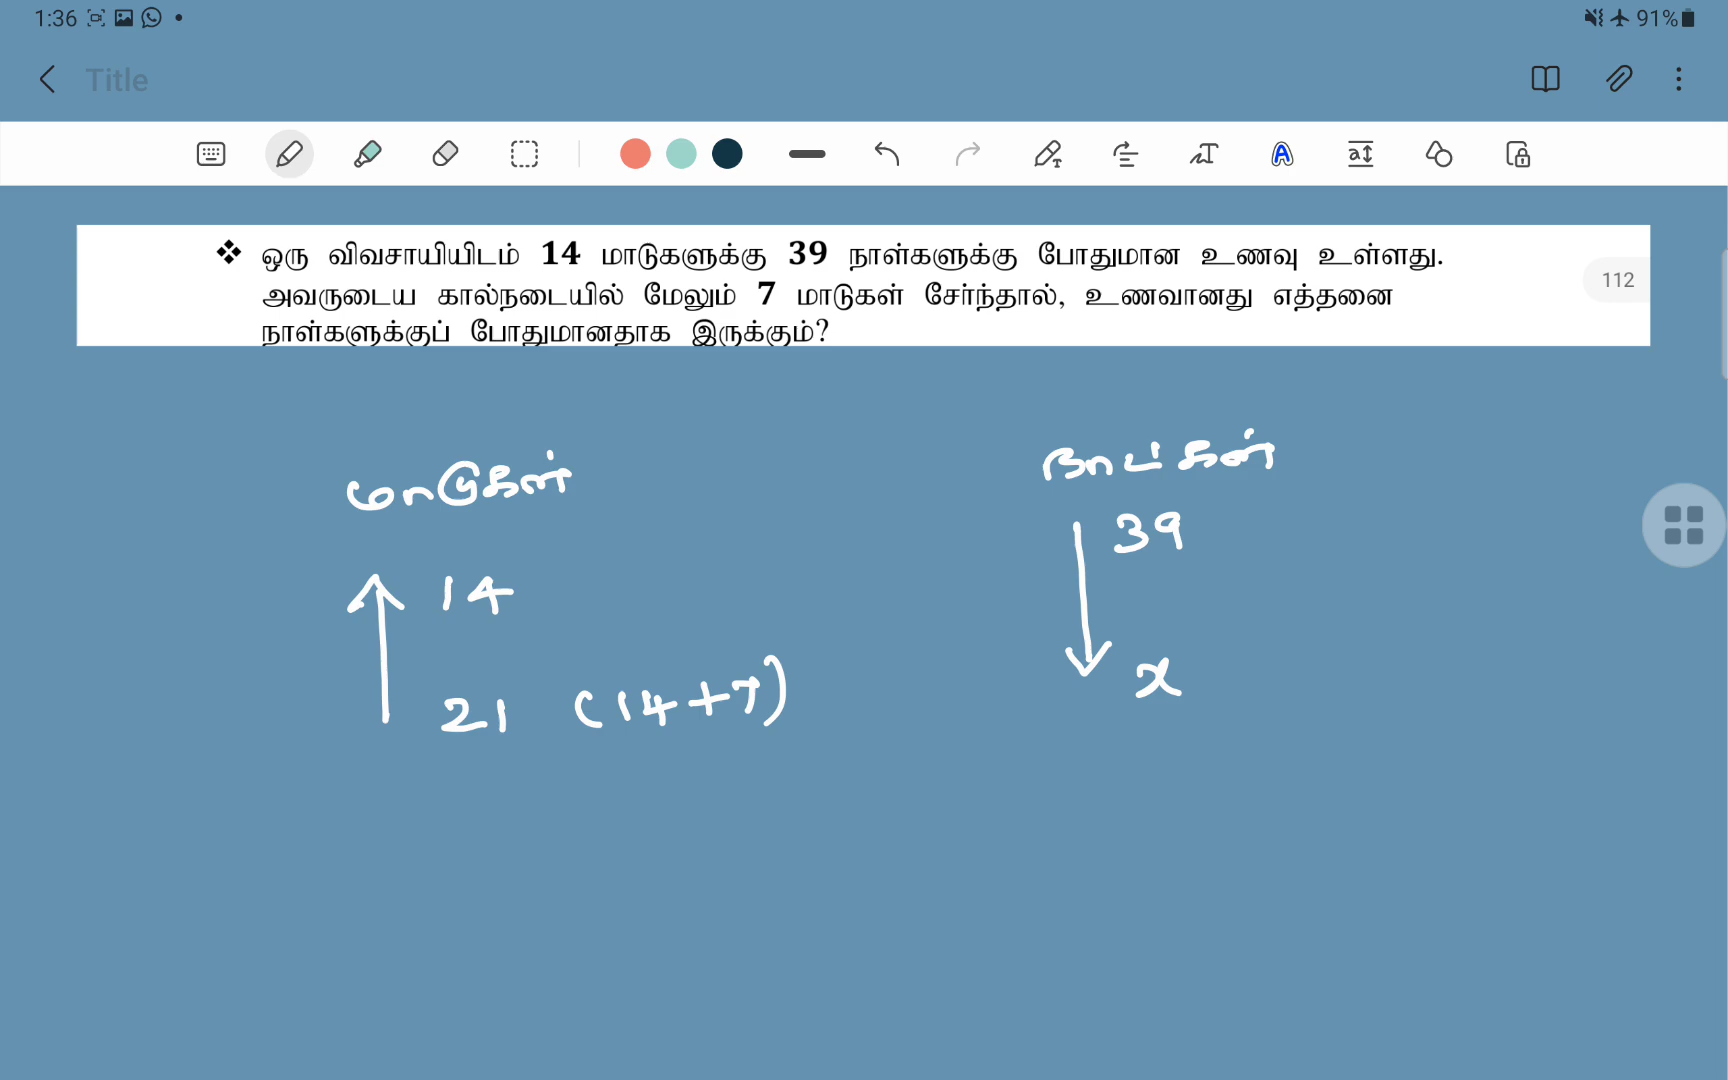 1:36
91%
Title
❖ ஒரு விவசாயியிடம் 14 மாடுகளுக்கு 39 நாள்களுக்கு போதுமான உணவு உள்ளது.
அவருடைய கால்நடையில் மேலும் 7 மாடுகள் சேர்ந்தால், உணவானது எத்தனை
நாள்களுக்குப் போதுமானதாக இருக்கும்?
112
மாடுகள் நாட்கள்
14 39
21 (14+7) x